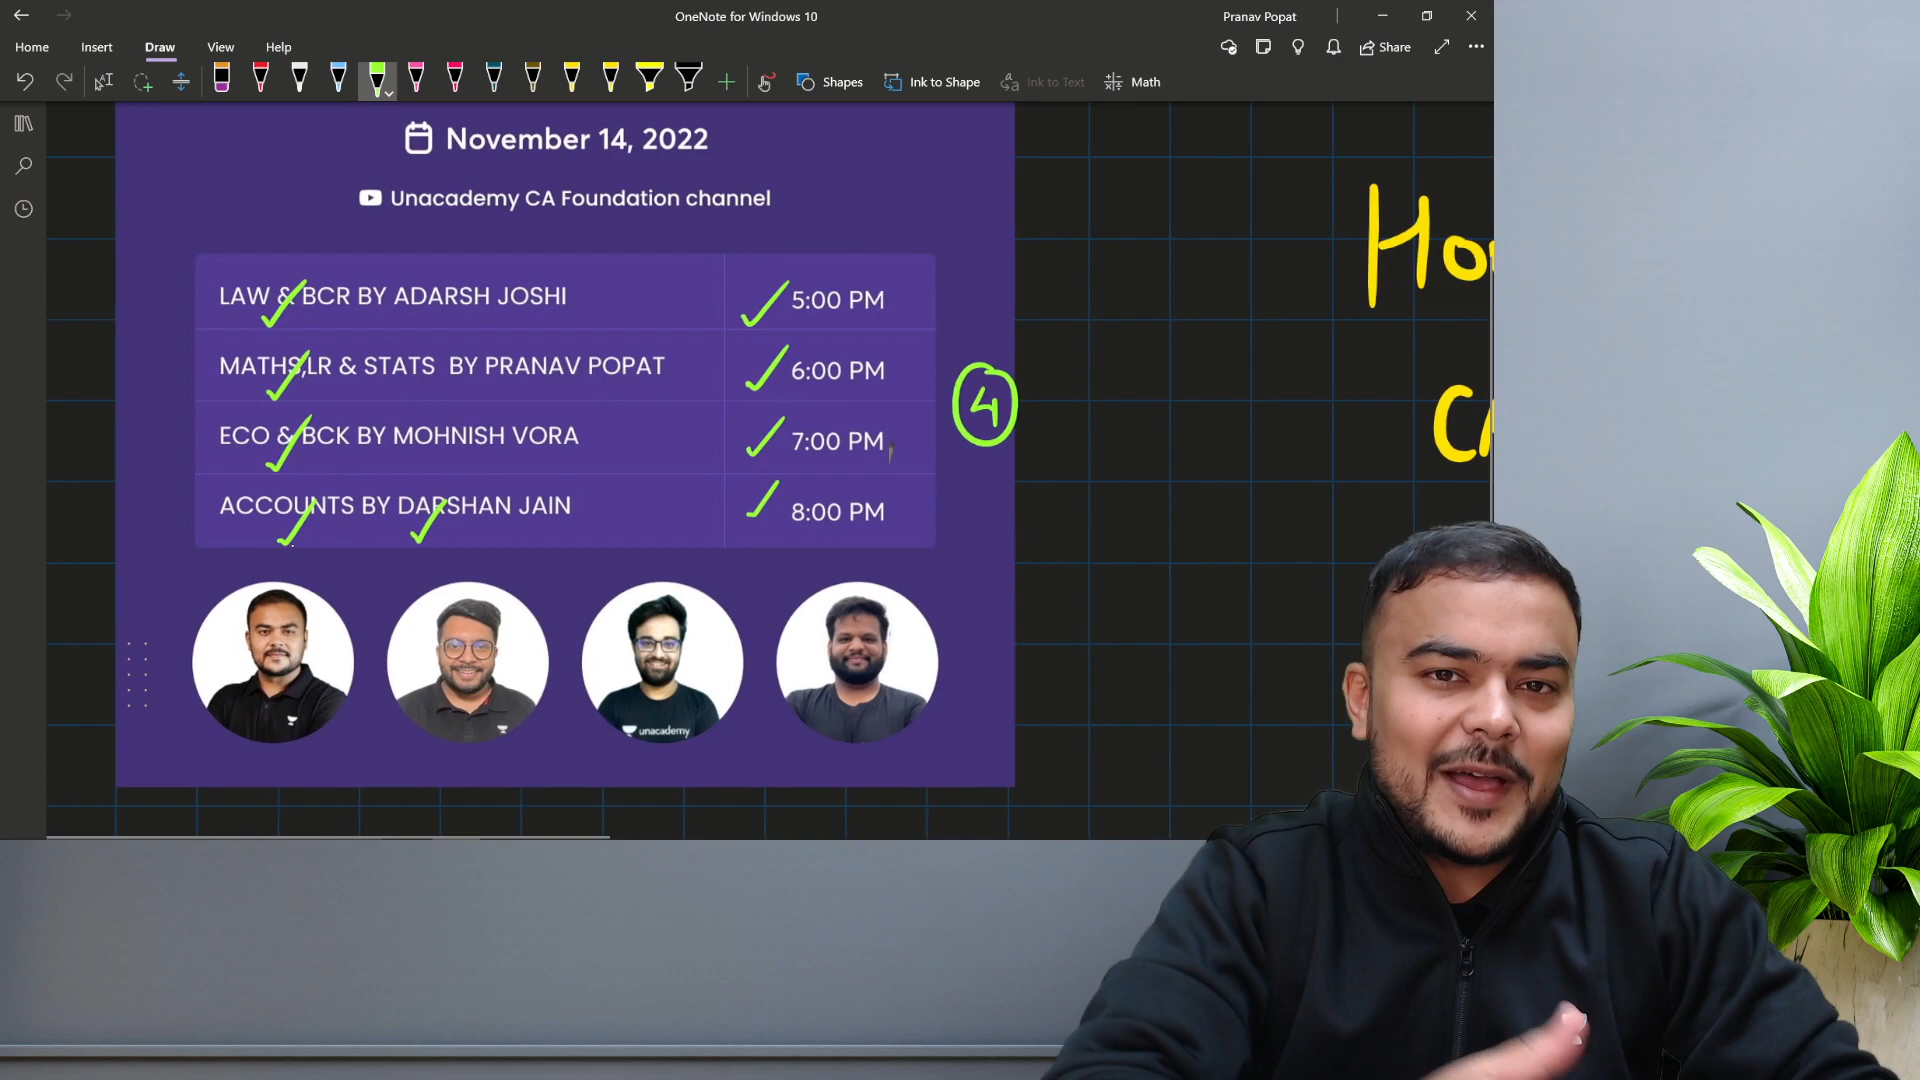 OneNote for Windows 10
Pranav Popat
Home Insert Draw View Help
Share
Shapes
Ink to Shape
Ink to Text
Math
November 14, 2022
Unacademy CA Foundation channel
LAW & BCR BY ADARSH JOSHI 5:00 PM
MATHS,LR & STATS BY PRANAV POPAT 6:00 PM
ECO & BCK BY MOHNISH VORA 7:00 PM
ACCOUNTS BY DARSHAN JAIN 8:00 PM
4
unacademy